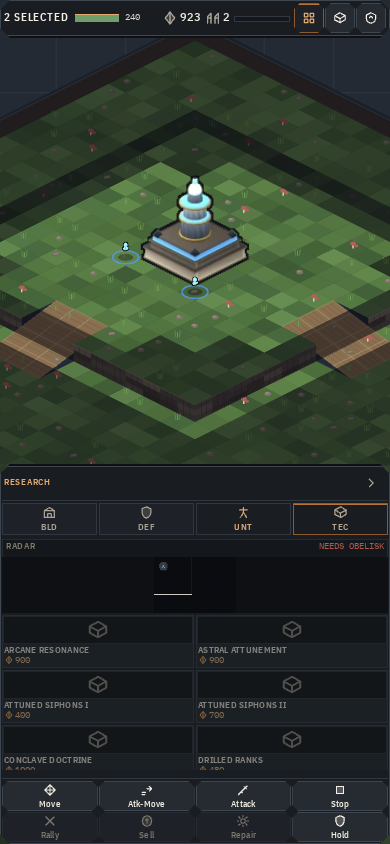 2 SELECTED 240 923 2
RESEARCH
BLD DEF UNT TEC
RADAR NEEDS OBELISK
ARCANE RESONANCE ASTRAL ATTUNEMENT
900 900
ATTUNED SIPHONS I ATTUNED SIPHONS II
400 700
CONCLAVE DOCTRINE DRILLED RANKS
Move Atk-Move Attack Stop
Rally Sell Repair Hold